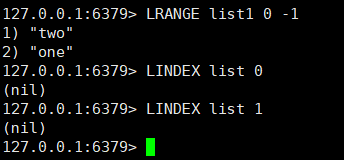 127.0.0.1:6379> LRANGE list1 0 -1
1) "two"
2) "one"
127.0.0.1:6379> LINDEX list 0
(nil)
127.0.0.1:6379> LINDEX list 1
(nil)
127.0.0.1:6379>